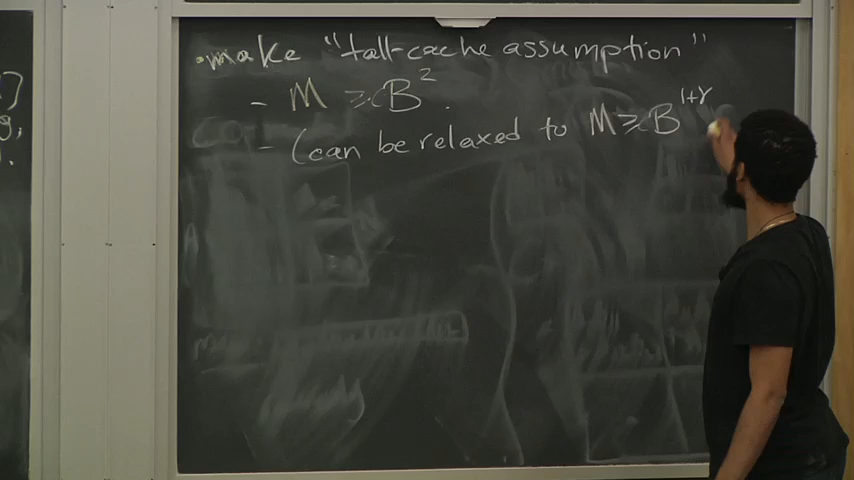 • make "tall-cache assumption"
- M ≥ B².
- (can be relaxed to M ≥ B^{1+γ}